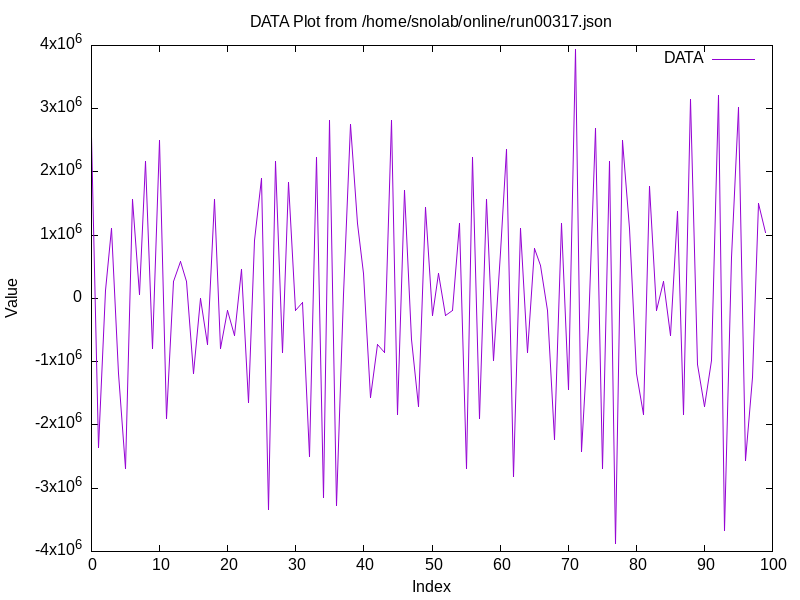 DATA Plot from /home/snolab/online/run00317.json
DATA
4x10^6
3x10^6
2x10^6
1x10^6
0
-1x10^6
-2x10^6
-3x10^6
-4x10^6
Value
0 10 20 30 40 50 60 70 80 90 100
Index